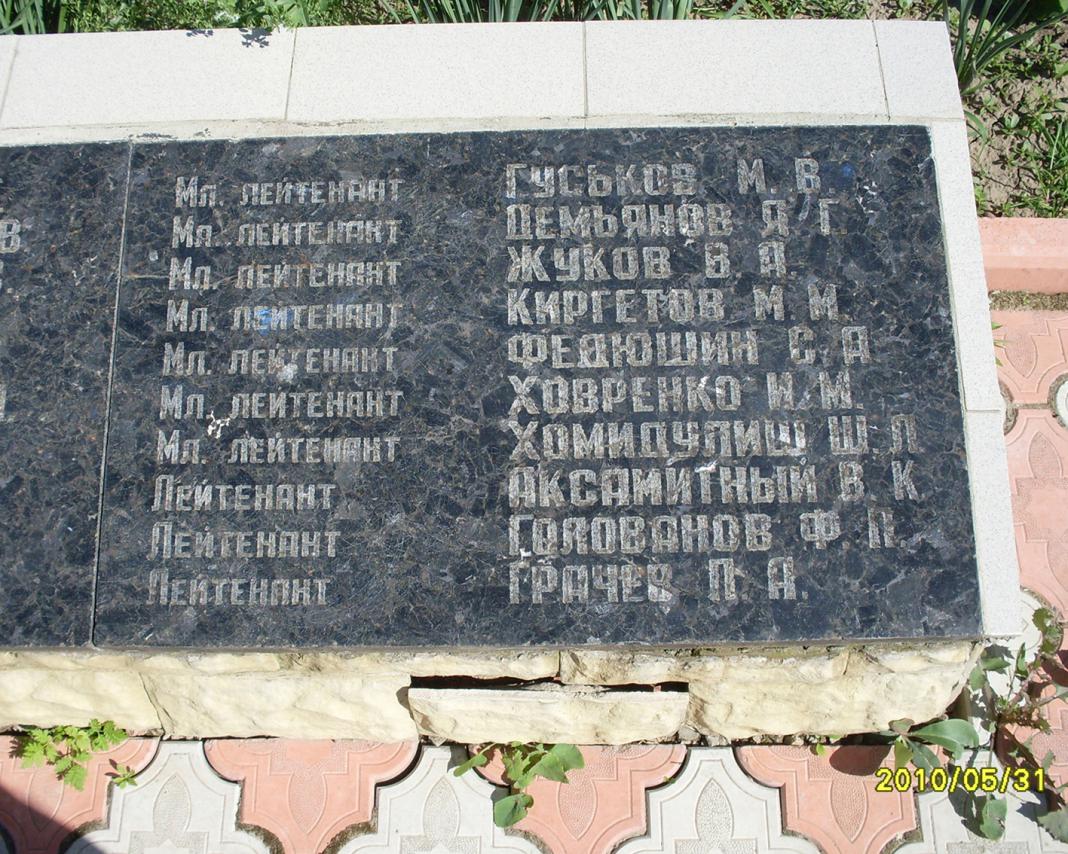 Мл. лейтенант Гуськов М. В.
Мл. лейтенант Демьянов Я. Г.
Мл. лейтенант Жуков В. А.
Мл. лейтенант Киргетов М. М.
Мл. лейтенант Федюшин С. А
Мл. лейтенант Ховренко И. М.
Мл. лейтенант Хомидулиш Ш. Л
Лейтенант Аксамитный В. К
Лейтенант Голованов Ф. П.
Лейтенант Грачев П. А.
2010/05/31